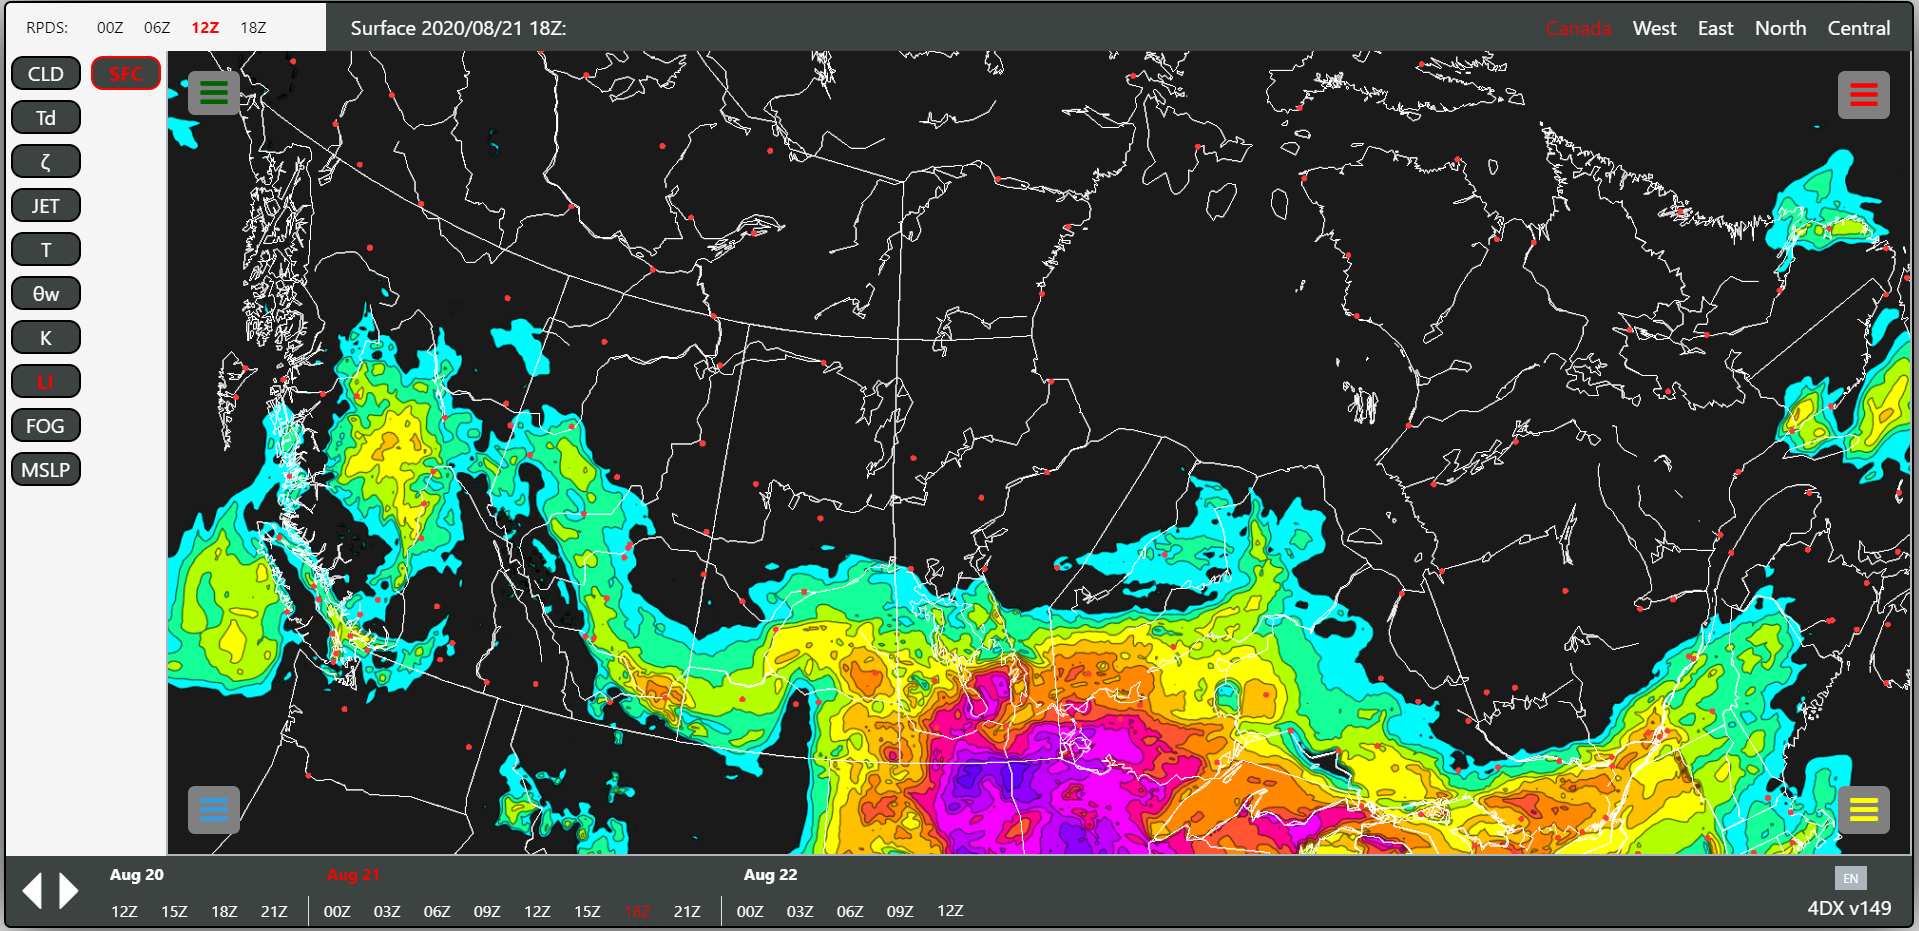 RPDS: 00Z 06Z 12Z 18Z
Surface 2020/08/21 18Z:
Canada West East North Central
CLD SFC
Td
ζ
JET
T
θw
K
LI
FOG
MSLP
Aug 20 Aug 21 Aug 22
12Z 15Z 18Z 21Z 00Z 03Z 06Z 09Z 12Z 15Z 18Z 21Z 00Z 03Z 06Z 09Z 12Z
EN
4DX v149